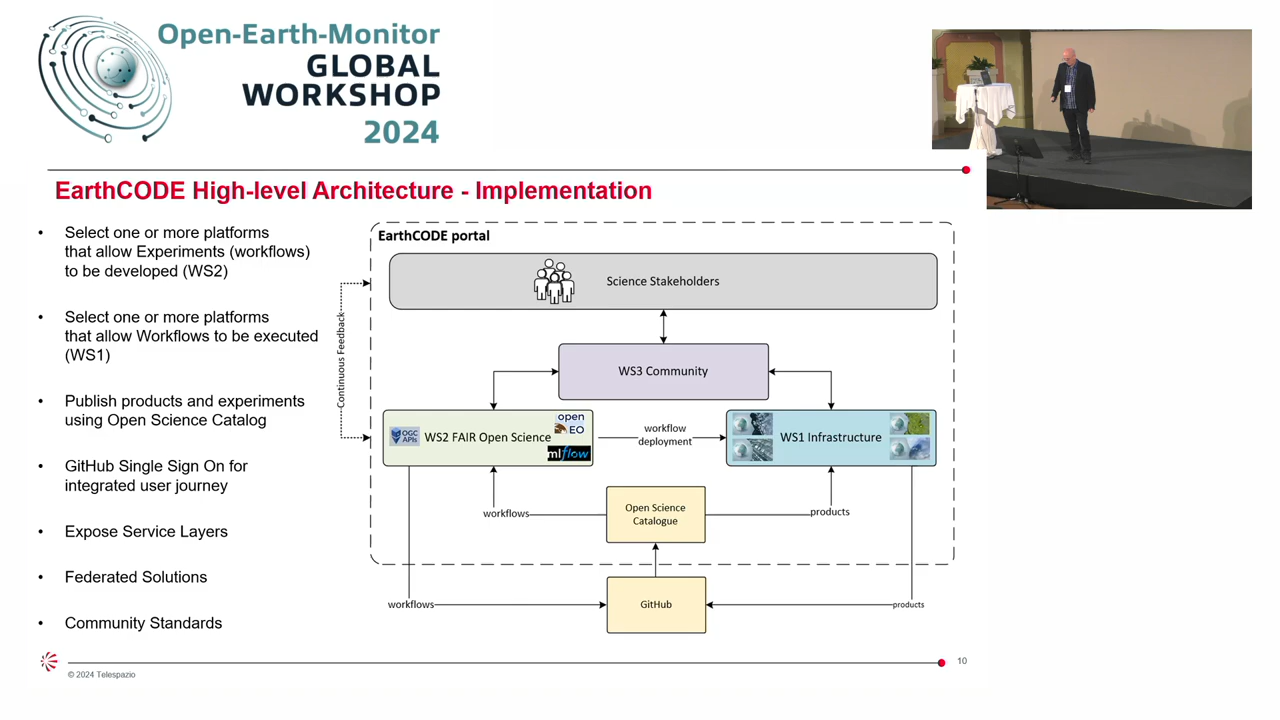 Open-Earth-Monitor
GLOBAL
WORKSHOP
2024
EarthCODE High-level Architecture - Implementation
• Select one or more platforms
that allow Experiments (workflows)
to be developed (WS2)
• Select one or more platforms
that allow Workflows to be executed
(WS1)
• Publish products and experiments
using Open Science Catalog
• GitHub Single Sign On for
integrated user journey
• Expose Service Layers
• Federated Solutions
• Community Standards
EarthCODE portal
Science Stakeholders
Continuous Feedback
WS3 Community
OGC
APIs
WS2 FAIR Open Science
open
EO
mlflow
workflow
deployment
WS1 Infrastructure
workflows
Open Science
Catalogue
products
workflows
GitHub
products
© 2024 Telespazio
10